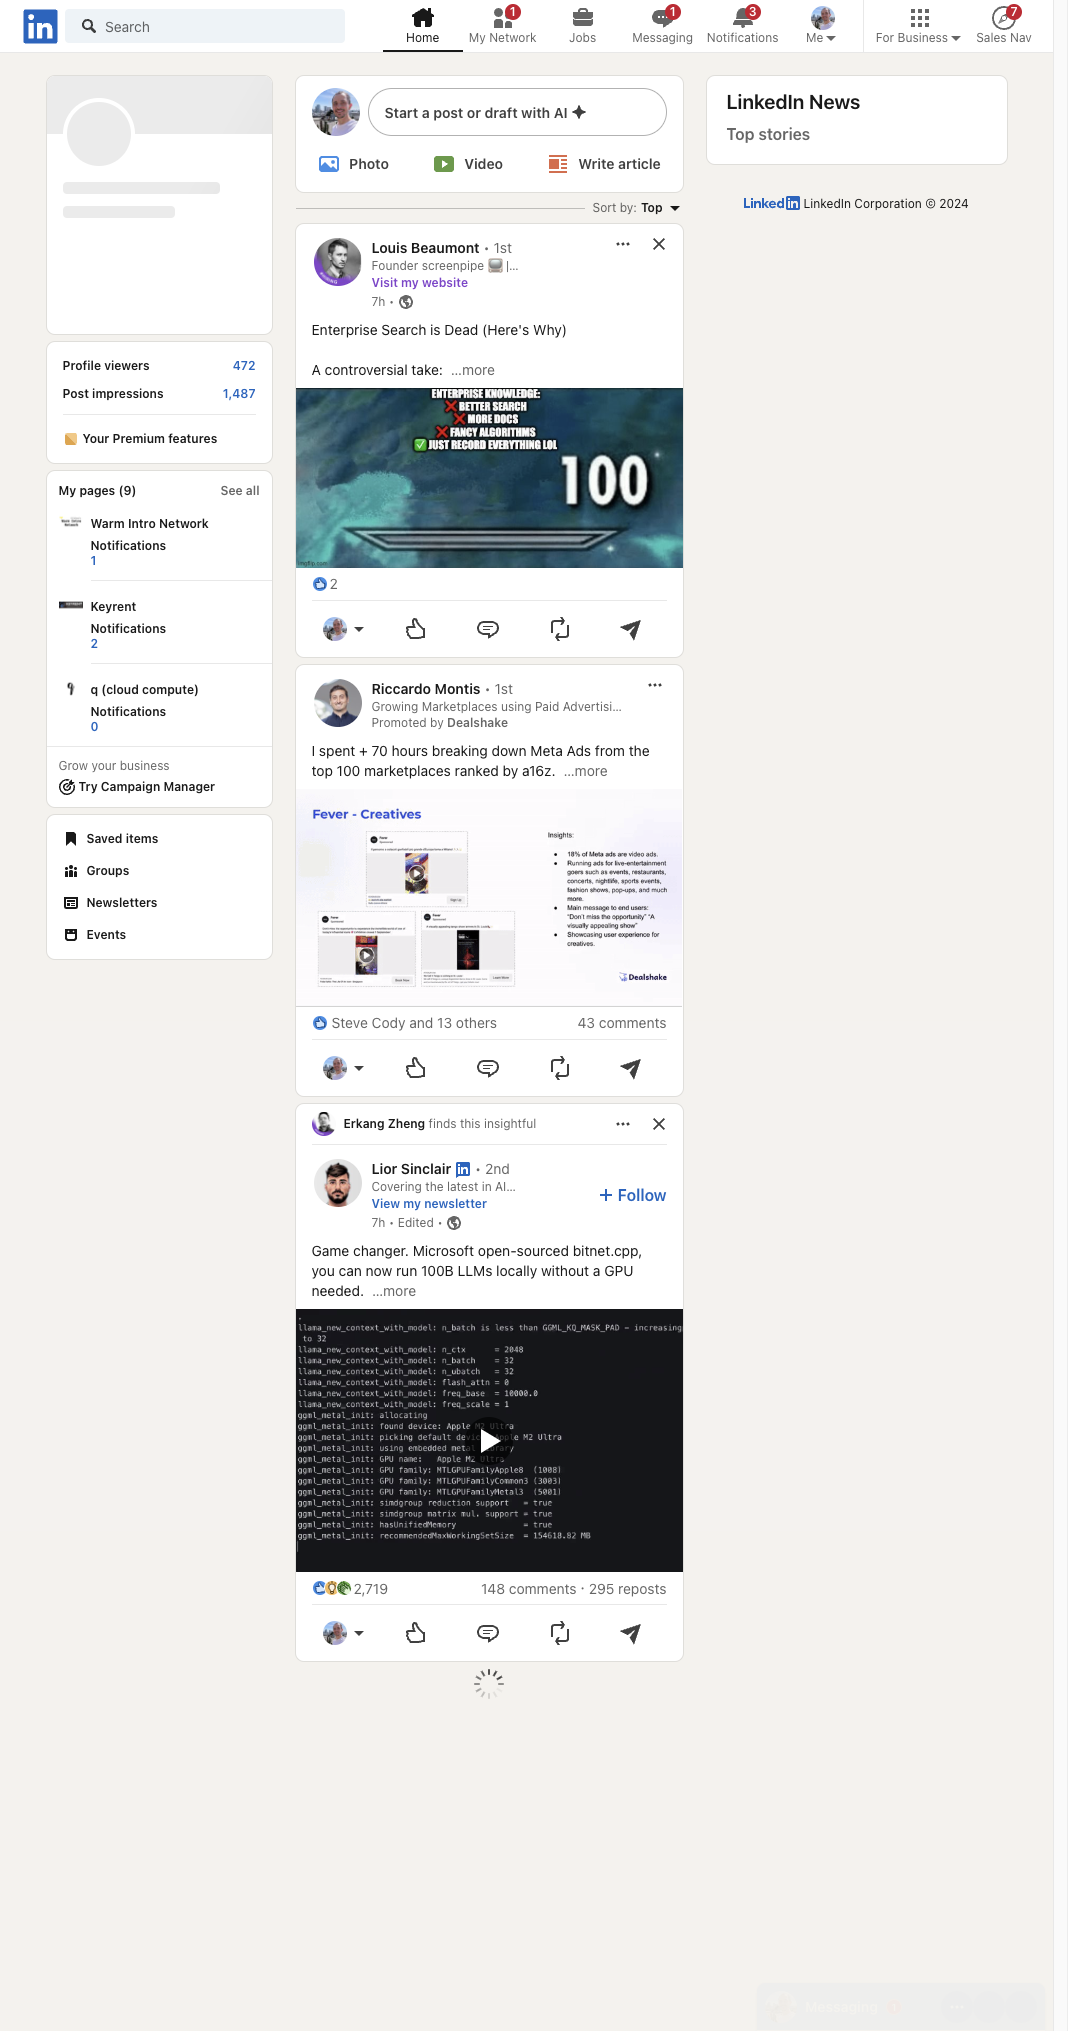 in
Search
Home
1
My Network
Jobs
1
Messaging
3
Notifications
Me
For Business
7
Sales Nav
Profile viewers 472
Post impressions 1,487
Your Premium features
My pages (9) See all
Warm Intro Network
Notifications
1
Keyrent
Notifications
2
q (cloud compute)
Notifications
0
Grow your business
Try Campaign Manager
Saved items
Groups
Newsletters
Events
Start a post or draft with AI
Photo Video Write article
Sort by: Top
Louis Beaumont • 1st
Founder screenpipe |...
Visit my website
7h •
Enterprise Search is Dead (Here's Why)
A controversial take: ...more
ENTERPRISE KNOWLEDGE:
❌ BETTER SEARCH
❌ MORE DOCS
❌ FANCY ALGORITHMS
✅ JUST RECORD EVERYTHING LOL
100
imgflip.com
2
Riccardo Montis • 1st
Growing Marketplaces using Paid Advertisi...
Promoted by Dealshake
I spent + 70 hours breaking down Meta Ads from the
top 100 marketplaces ranked by a16z. ...more
Fever - Creatives
Insights:
• 18% of Meta ads are video ads.
• Running ads for live-entertainment
goers such as events, restaurants,
concerts, nightlife, sports events,
fashion shows, pop-ups, and much
more.
• Main message to end users:
"Don't miss the opportunity" "A
visually appealing show"
• Showcasing user experience for
creatives.
Dealshake
Steve Cody and 13 others 43 comments
Erkang Zheng finds this insightful
Lior Sinclair in • 2nd
Covering the latest in AI...
View my newsletter
7h • Edited •
+ Follow
Game changer. Microsoft open-sourced bitnet.cpp,
you can now run 100B LLMs locally without a GPU
needed. ...more
.
llama_new_context_with_model: n_batch is less than GGML_KQ_MASK_PAD - increasing
to 32
llama_new_context_with_model: n_ctx = 2048
llama_new_context_with_model: n_batch = 32
llama_new_context_with_model: n_ubatch = 32
llama_new_context_with_model: flash_attn = 0
llama_new_context_with_model: freq_base = 10000.0
llama_new_context_with_model: freq_scale = 1
ggml_metal_init: allocating
ggml_metal_init: found device: Apple M2 Ultra
ggml_metal_init: picking default device: Apple M2 Ultra
ggml_metal_init: using embedded metal library
ggml_metal_init: GPU name: Apple M2 Ultra
ggml_metal_init: GPU family: MTLGPUFamilyApple8 (1008)
ggml_metal_init: GPU family: MTLGPUFamilyCommon3 (3003)
ggml_metal_init: GPU family: MTLGPUFamilyMetal3 (5001)
ggml_metal_init: simdgroup reduction support = true
ggml_metal_init: simdgroup matrix mul. support = true
ggml_metal_init: hasUnifiedMemory = true
ggml_metal_init: recommendedMaxWorkingSetSize = 154618.82 MB
2,719 148 comments · 295 reposts
LinkedIn News
Top stories
LinkedIn LinkedIn Corporation © 2024
Messaging